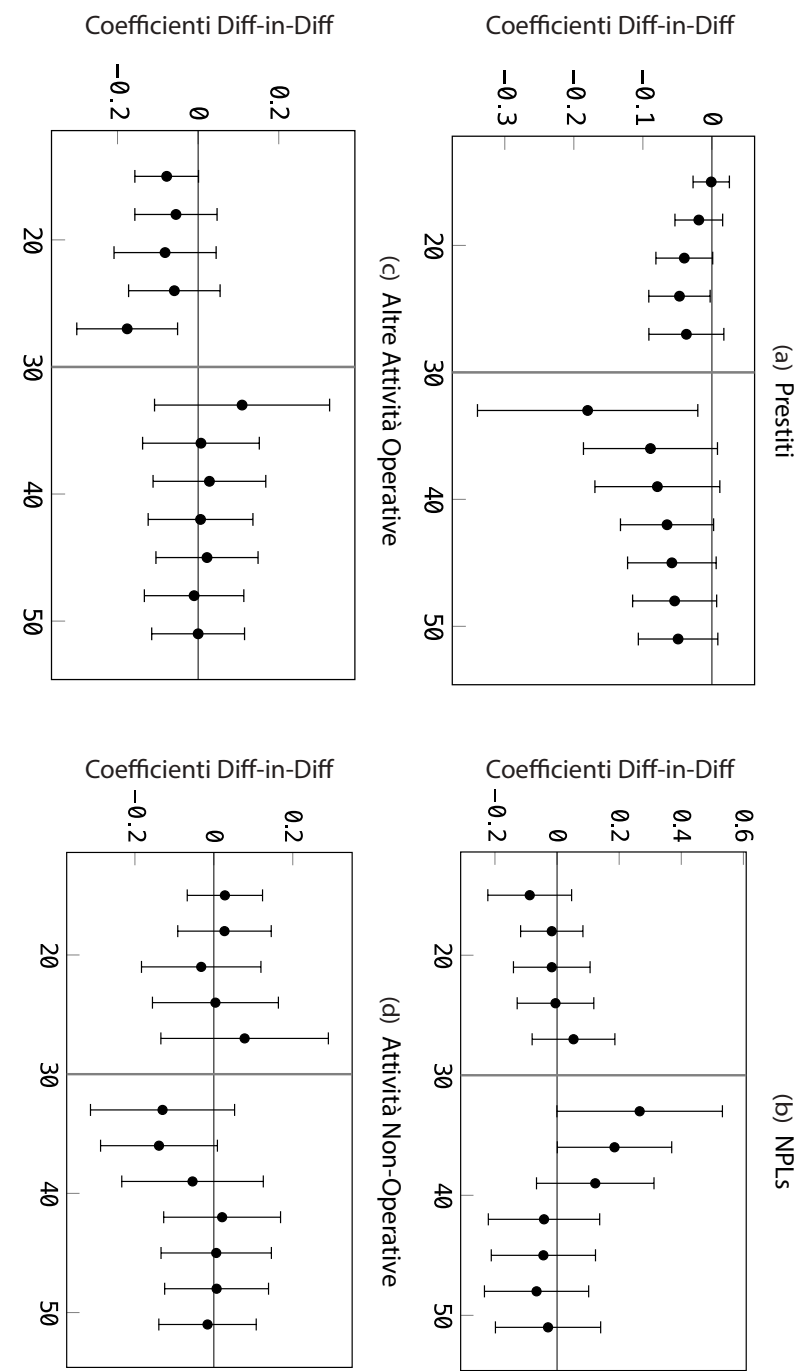 (a) Prestiti
Coefficienti Diff-in-Diff
0
−0.1
−0.2
−0.3
20 30 40 50
(b) NPLs
Coefficienti Diff-in-Diff
0.6
0.4
0.2
0
−0.2
20 30 40 50
(c) Altre Attività Operative
Coefficienti Diff-in-Diff
0.2
0
−0.2
20 30 40 50
(d) Attività Non-Operative
Coefficienti Diff-in-Diff
0.2
0
−0.2
20 30 40 50